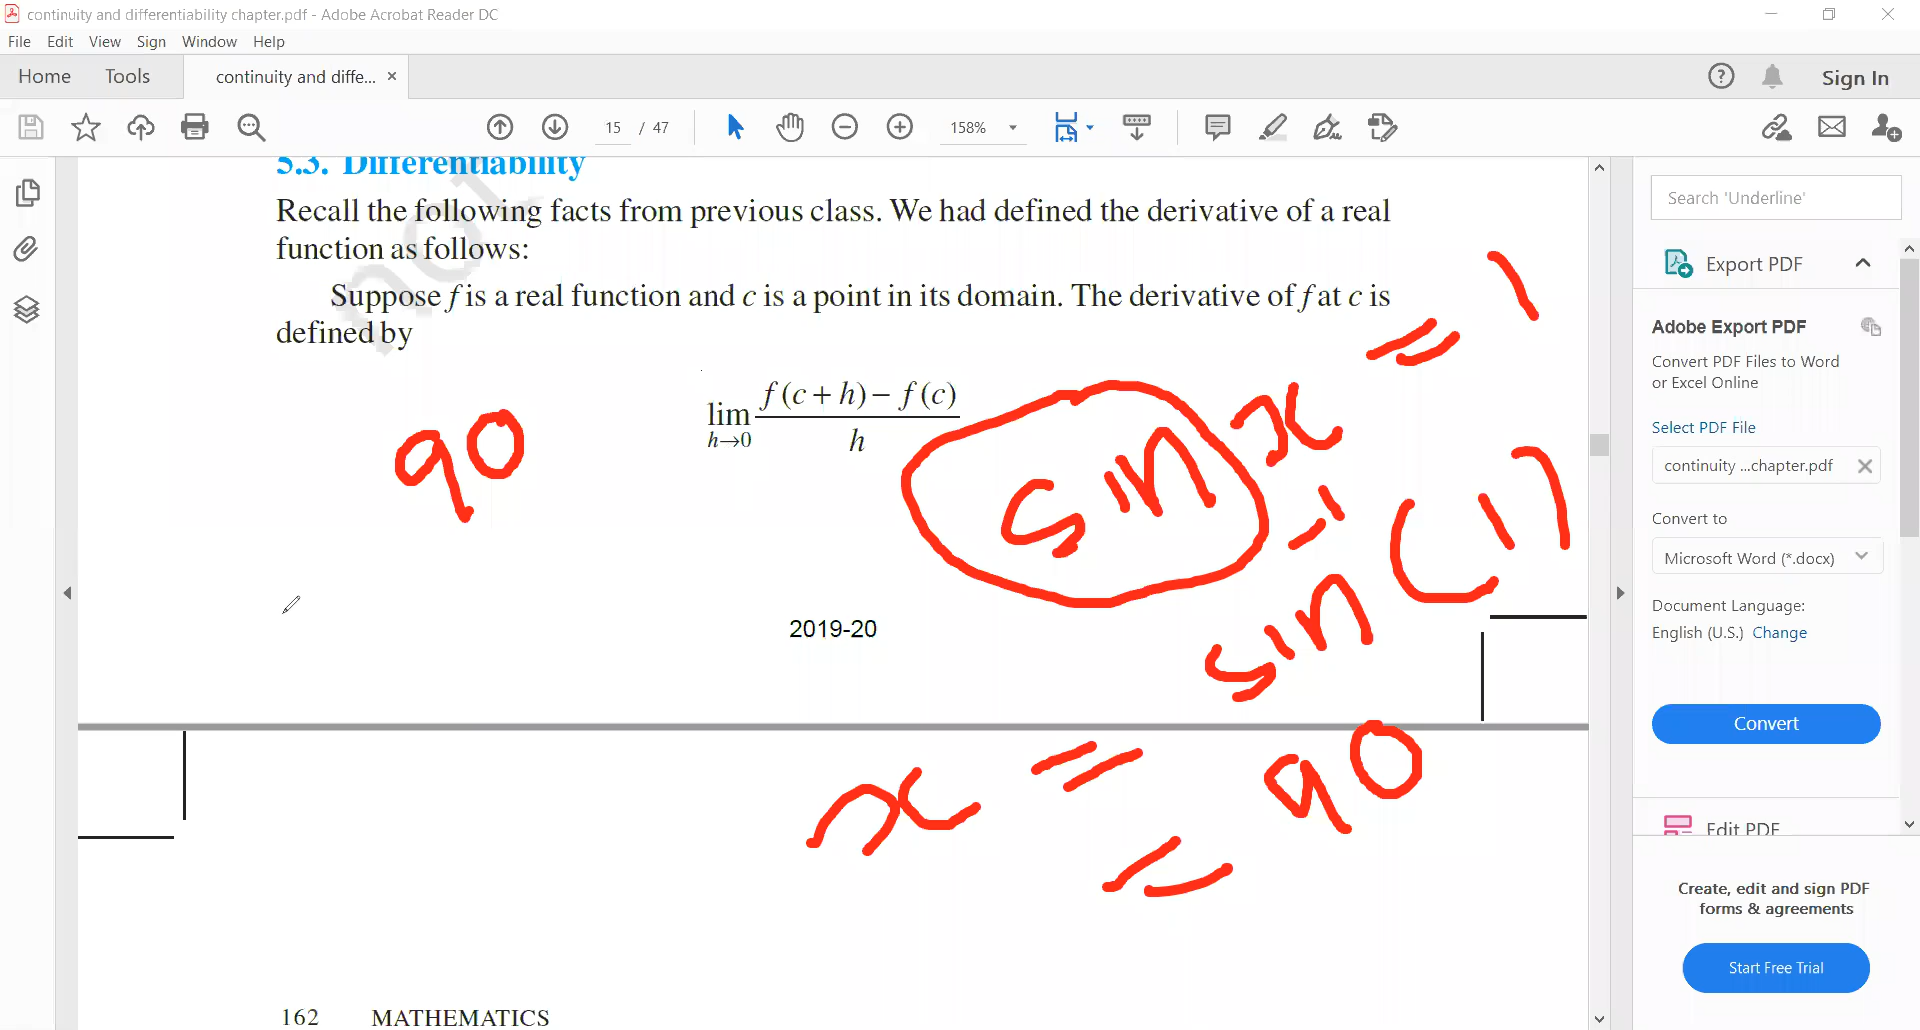 continuity and differentiability chapter.pdf - Adobe Acrobat Reader DC
File Edit View Sign Window Help
Home Tools continuity and diffe... × Sign In
15 / 47 158%
5.3. Differentiability
Recall the following facts from previous class. We had defined the derivative of a real
function as follows:
Suppose f is a real function and c is a point in its domain. The derivative of f at c is
defined by
lim h→0 f(c + h) – f(c) / h
not
90
sin x = 1
sin⁻¹ (1)
x = 90
=
2019-20
162 MATHEMATICS
Search 'Underline'
Export PDF
Adobe Export PDF
Convert PDF Files to Word
or Excel Online
Select PDF File
continuity ...chapter.pdf
Convert to
Microsoft Word (*.docx)
Document Language:
English (U.S.) Change
Convert
Edit PDF
Create, edit and sign PDF
forms & agreements
Start Free Trial